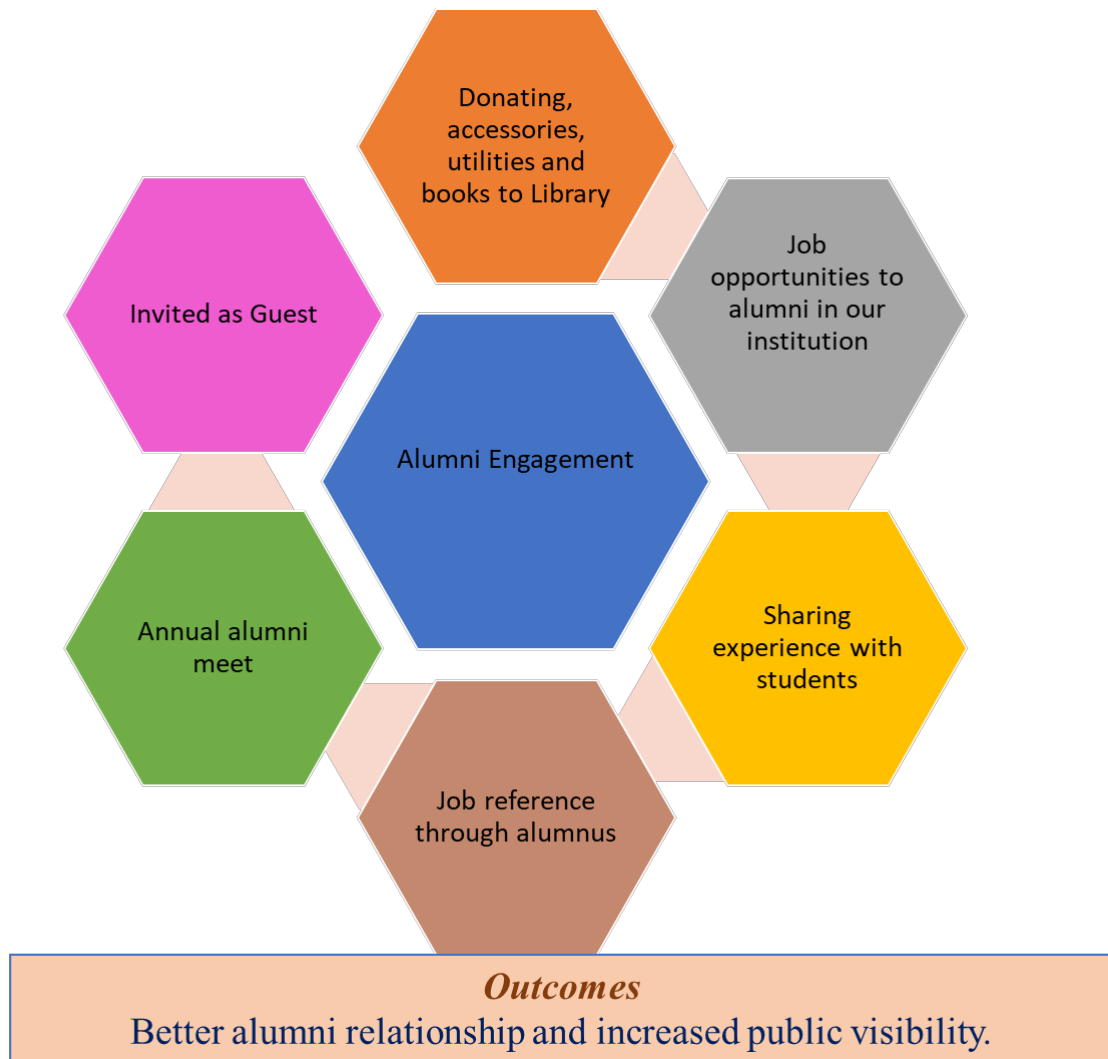 Donating,
accessories,
utilities and
books to Library
Job
opportunities to
alumni in our
institution
Invited as Guest
Alumni Engagement
Sharing
experience with
students
Annual alumni
meet
Job reference
through alumnus
Outcomes
Better alumni relationship and increased public visibility.